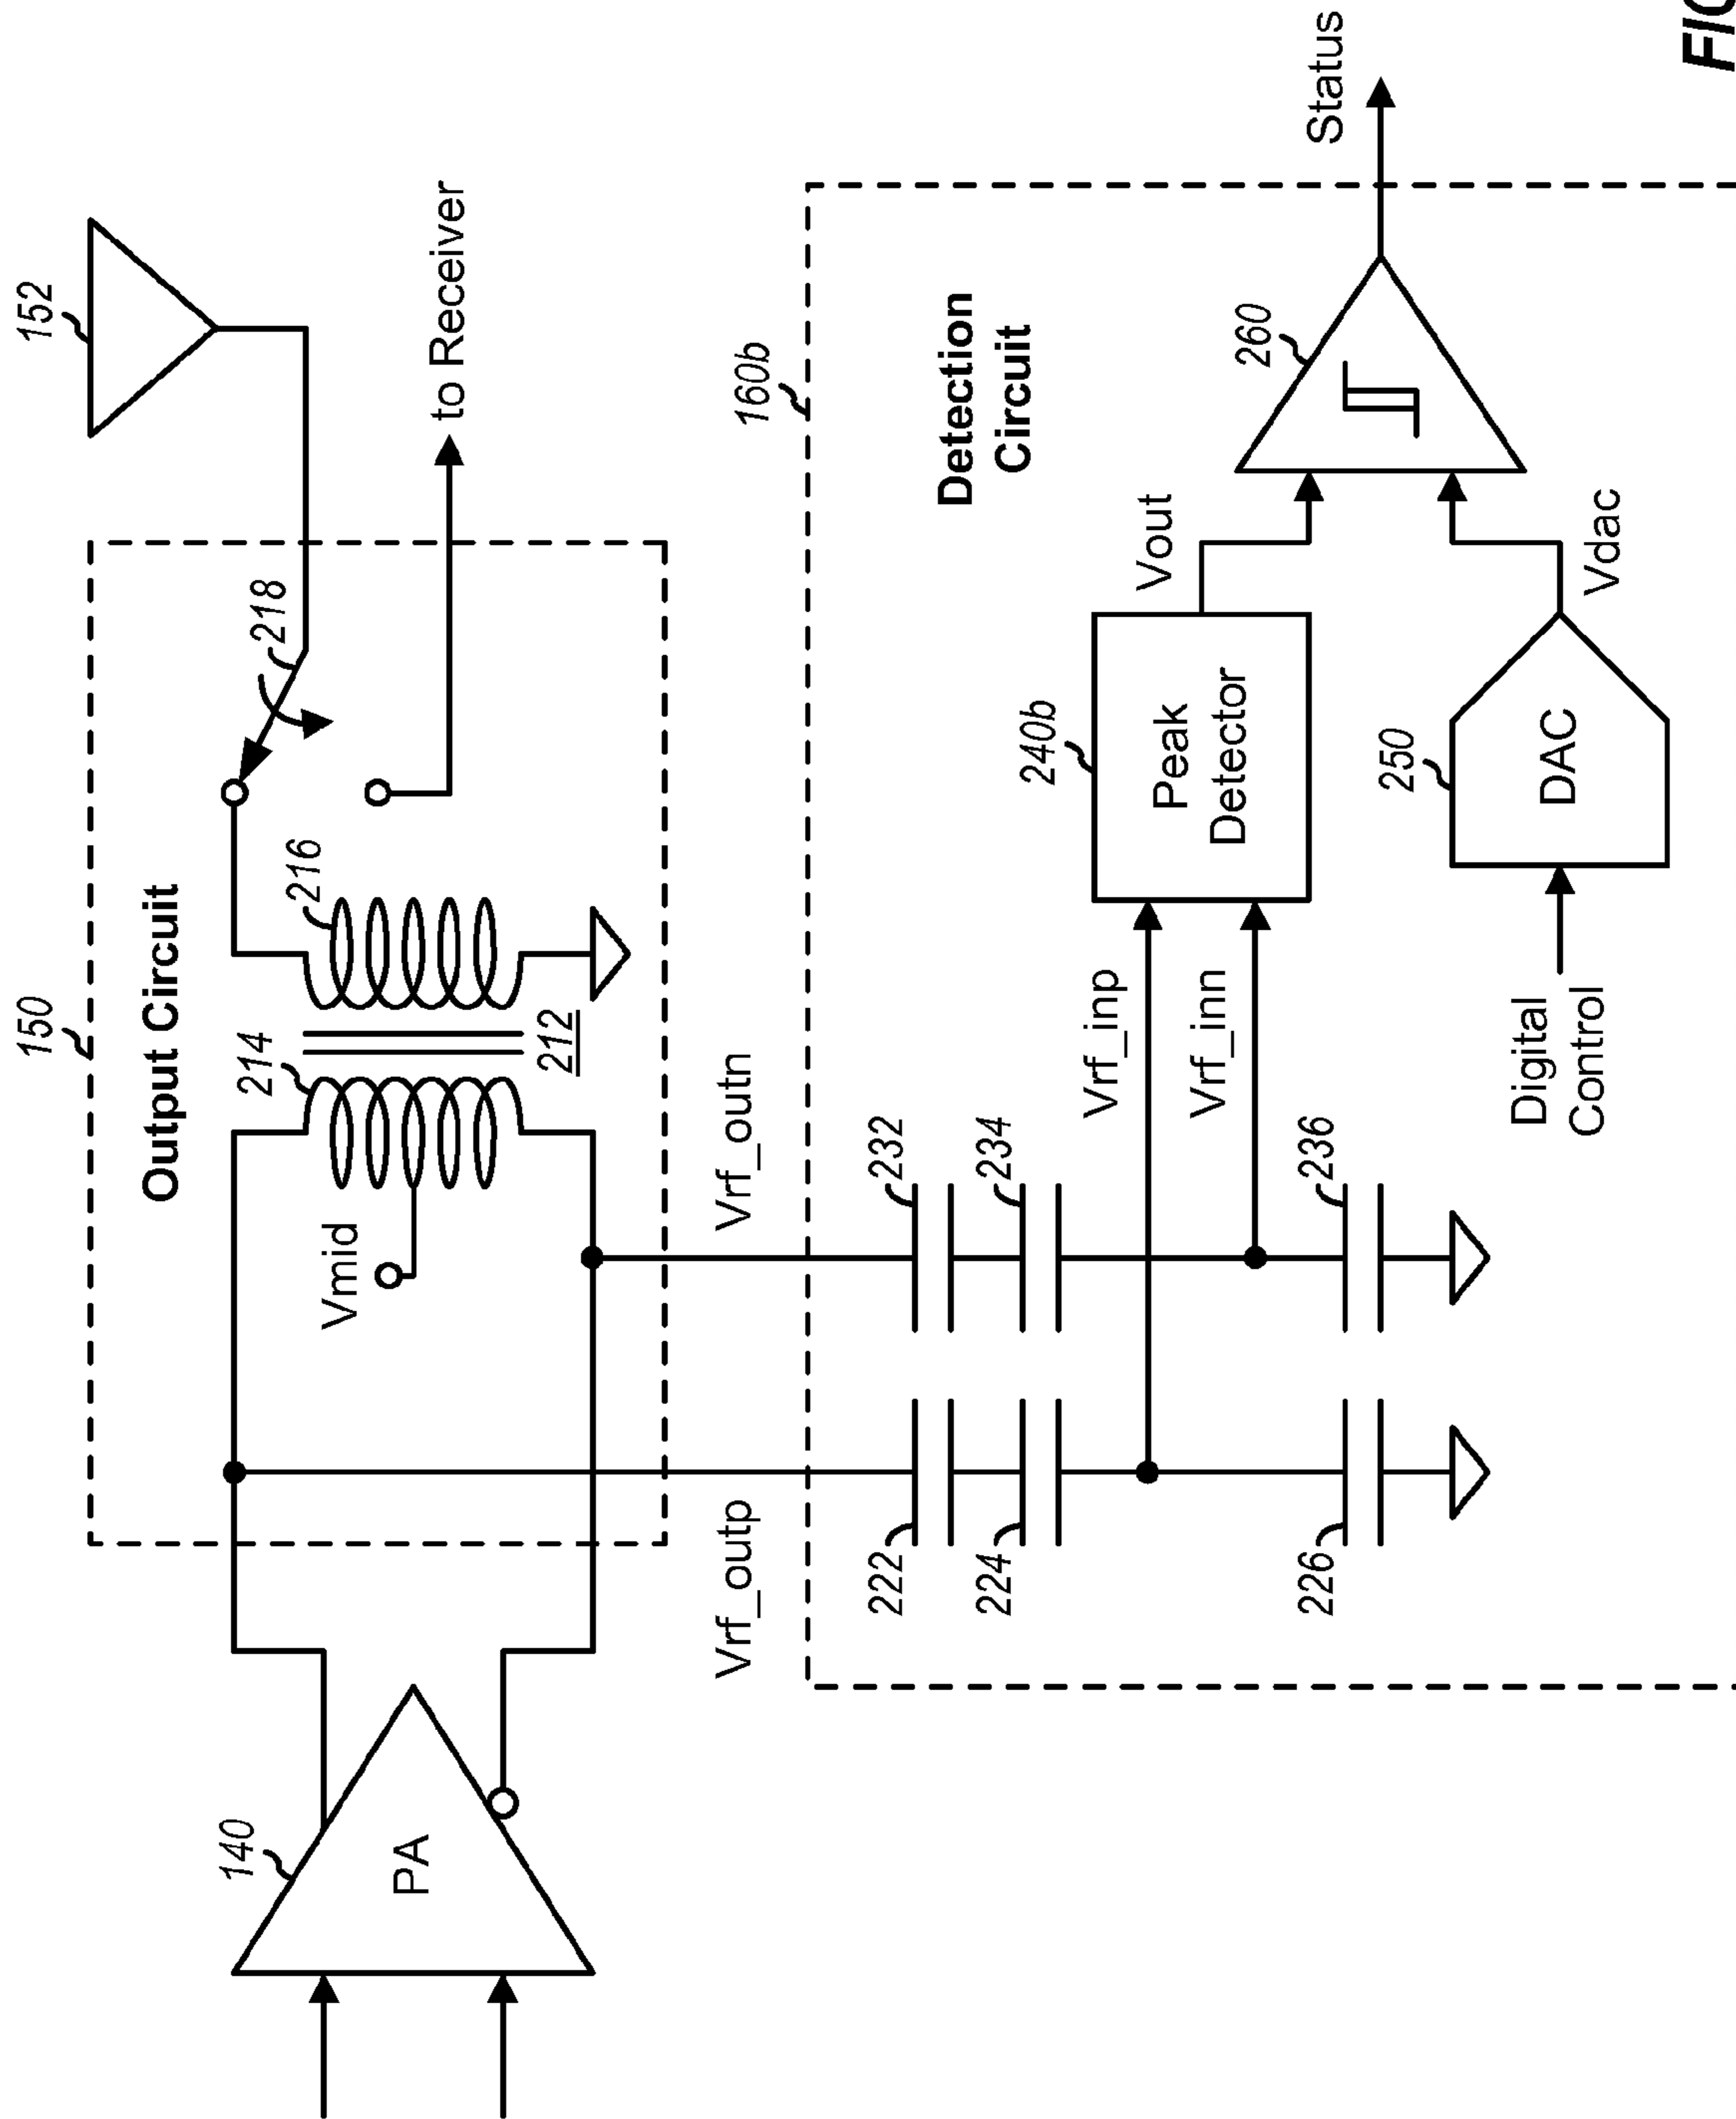 150
152
Output Circuit
140
PA
214
216
218
Vmid
212
to Receiver
Vrf_outp
Vrf_outn
160b
222
232
224
234
Detection
Circuit
240b
Vrf_inp
Peak
Detector
Vout
Vrf_inn
260
Status
226
236
250
Digital
Control
DAC
Vdac